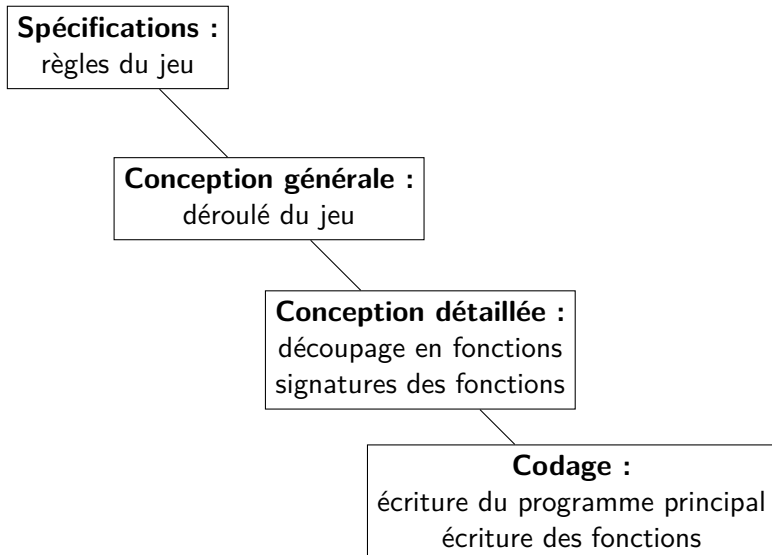 Spécifications :
règles du jeu
Conception générale :
déroulé du jeu
Conception détaillée :
découpage en fonctions
signatures des fonctions
Codage :
écriture du programme principal
écriture des fonctions